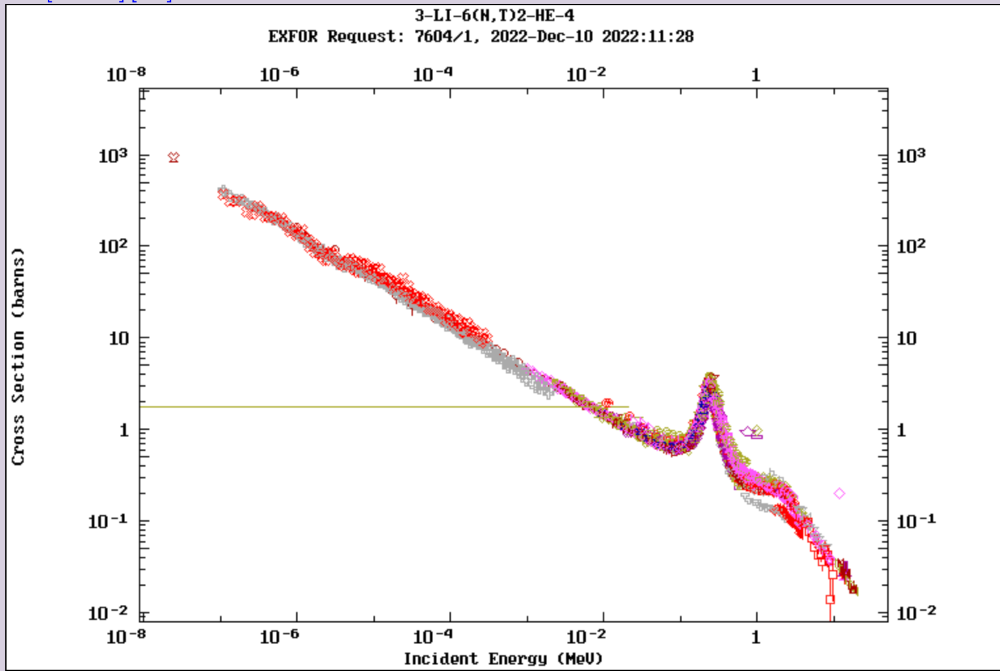 3-LI-6(N,T)2-HE-4
EXFOR Request: 7604/1, 2022-Dec-10 2022:11:28
10-8 10-6 10-4 10-2 1
10³ 10³
10² 10²
10 10
1 1
10-1 10-1
10-2 10-2
Cross Section (barns)
10-8 10-6 10-4 10-2 1
Incident Energy (MeV)